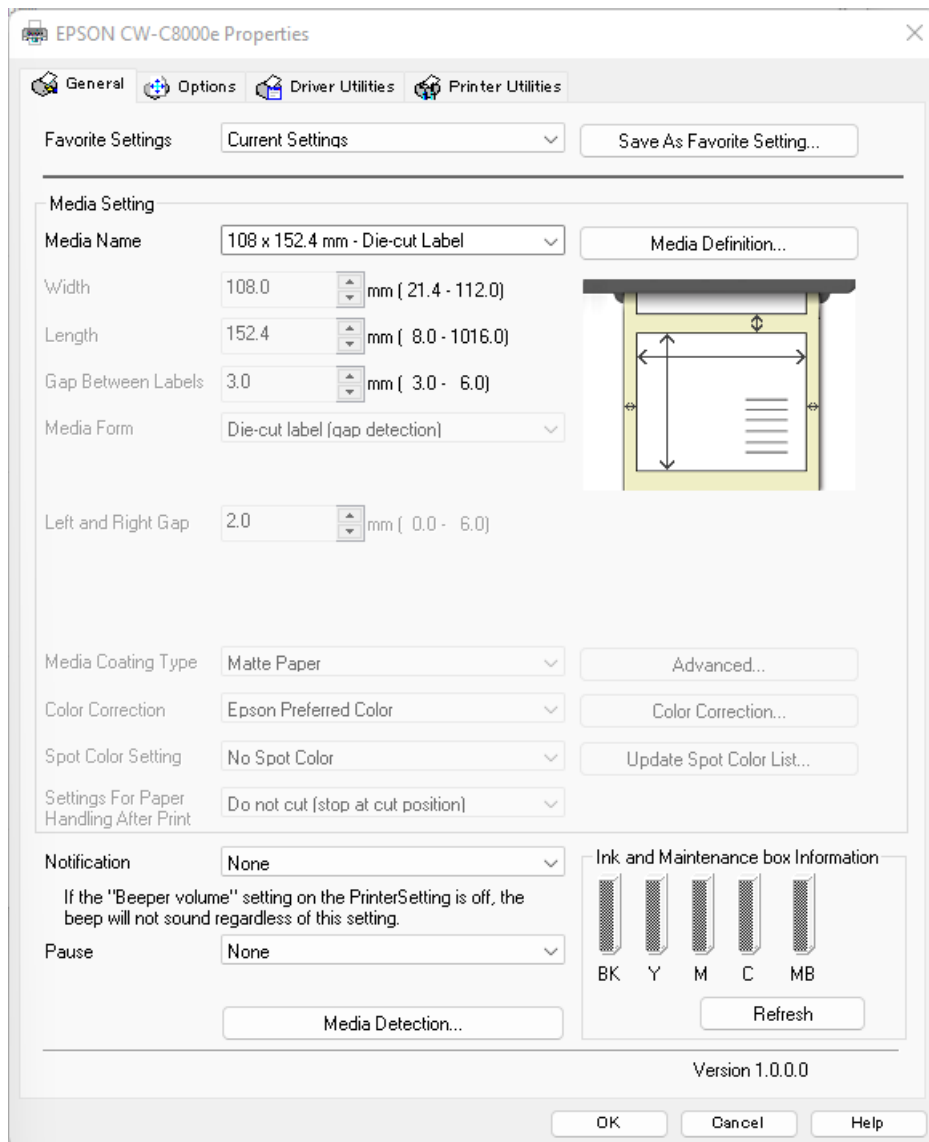 EPSON CW-C8000e Properties
General Options Driver Utilities Printer Utilities
Favorite Settings Current Settings Save As Favorite Setting...
Media Setting
Media Name 108 x 152.4 mm - Die-cut Label Media Definition...
Width 108.0 mm ( 21.4 - 112.0)
Length 152.4 mm ( 8.0 - 1016.0)
Gap Between Labels 3.0 mm ( 3.0 - 6.0)
Media Form Die-cut label (gap detection)
Left and Right Gap 2.0 mm ( 0.0 - 6.0)
Media Coating Type Matte Paper Advanced...
Color Correction Epson Preferred Color Color Correction...
Spot Color Setting No Spot Color Update Spot Color List...
Settings For Paper
Handling After Print Do not cut (stop at cut position)
Notification None
If the "Beeper volume" setting on the PrinterSetting is off, the
beep will not sound regardless of this setting.
Pause None
Media Detection...
Ink and Maintenance box Information
BK Y M C MB
Refresh
Version 1.0.0.0
OK Cancel Help